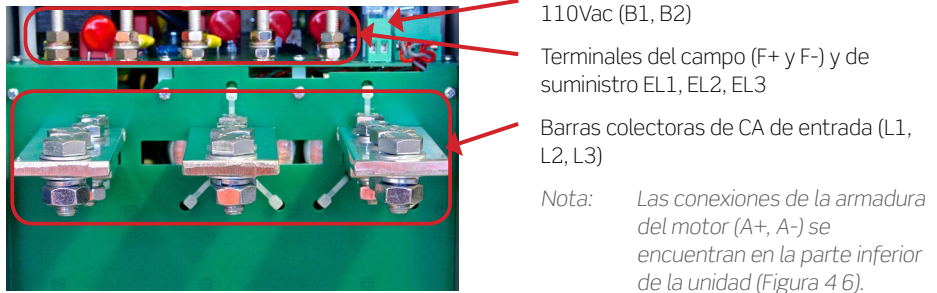 110Vac (B1, B2)
Terminales del campo (F+ y F-) y de
suministro EL1, EL2, EL3
Barras colectoras de CA de entrada (L1,
L2, L3)
Nota: Las conexiones de la armadura
del motor (A+, A-) se
encuentran en la parte inferior
de la unidad (Figura 4 6).